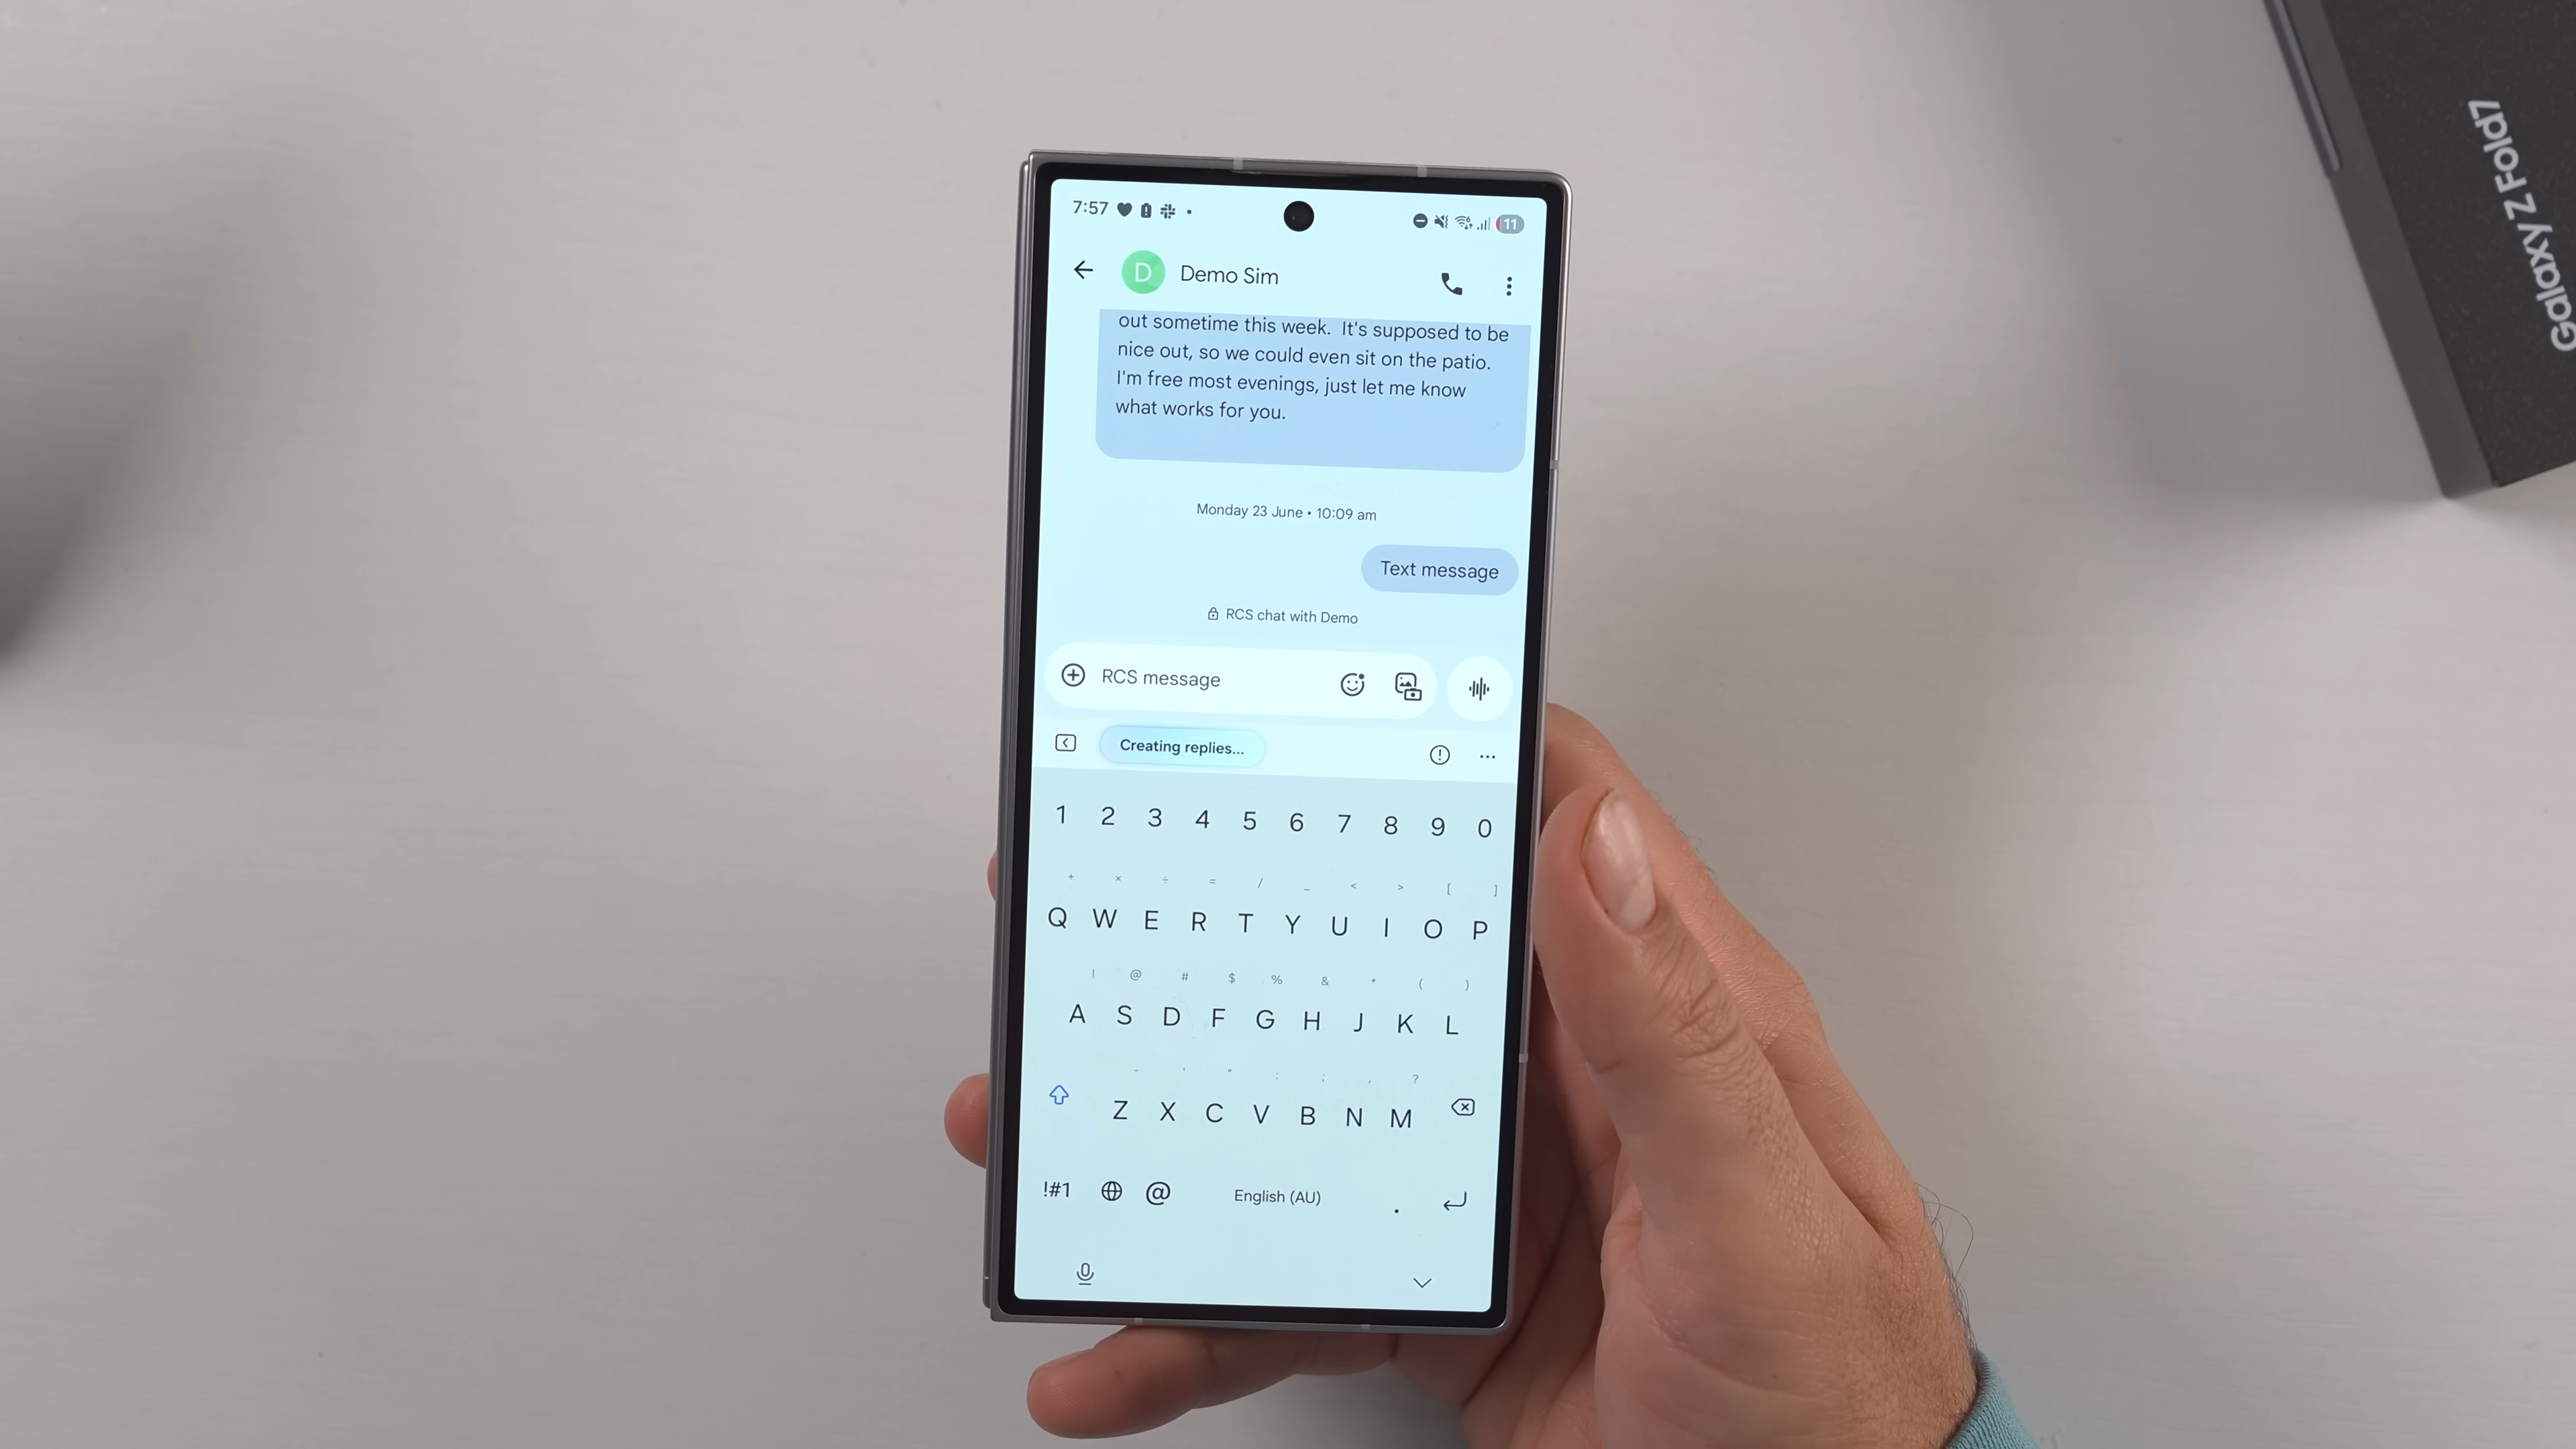 7:57
11
D Demo Sim
out sometime this week. It's supposed to be
nice out, so we could even sit on the patio.
I'm free most evenings, just let me know
what works for you.
Monday 23 June • 10:09 am
Text message
RCS chat with Demo
RCS message
Creating replies...
1 2 3 4 5 6 7 8 9 0
+ × ÷ = / _ < > [ ]
Q W E R T Y U I O P
! @ # $ % & * ( )
A S D F G H J K L
- ' " : ; , ?
Z X C V B N M
!#1 @ English (AU) .
Galaxy Z Fold7